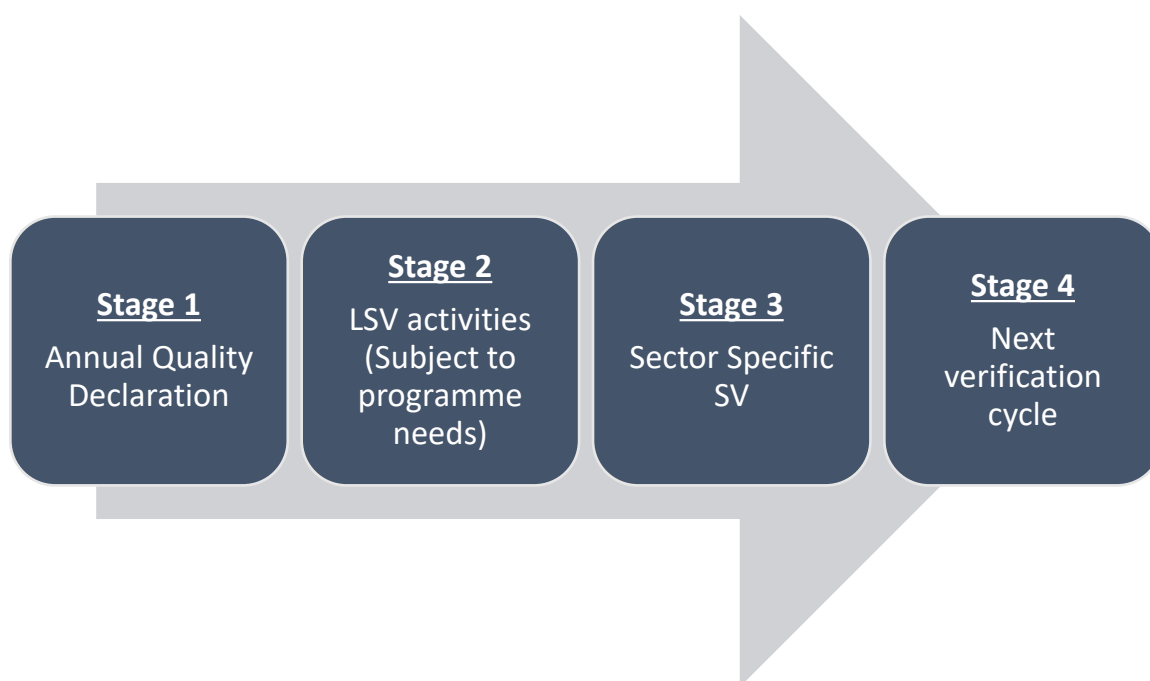 Stage 1
Annual Quality
Declaration
Stage 2
LSV activities
(Subject to
programme
needs)
Stage 3
Sector Specific
SV
Stage 4
Next
verification
cycle